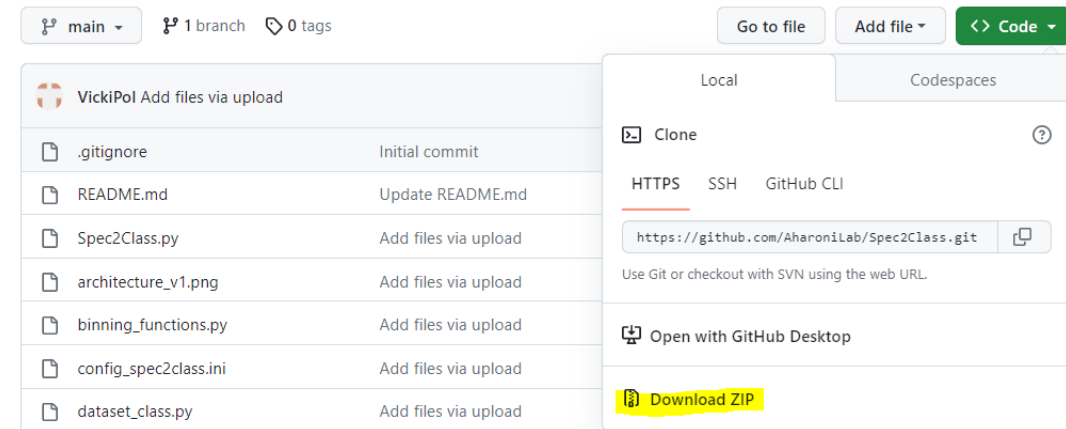 main 1 branch 0 tags Go to file Add file <> Code
Local Codespaces
VickiPol Add files via upload
Clone
.gitignore Initial commit
HTTPS SSH GitHub CLI
README.md Update README.md
https://github.com/AharoniLab/Spec2Class.git
Spec2Class.py Add files via upload
Use Git or checkout with SVN using the web URL.
architecture_v1.png Add files via upload
binning_functions.py Add files via upload
Open with GitHub Desktop
config_spec2class.ini Add files via upload
Download ZIP
dataset_class.py Add files via upload